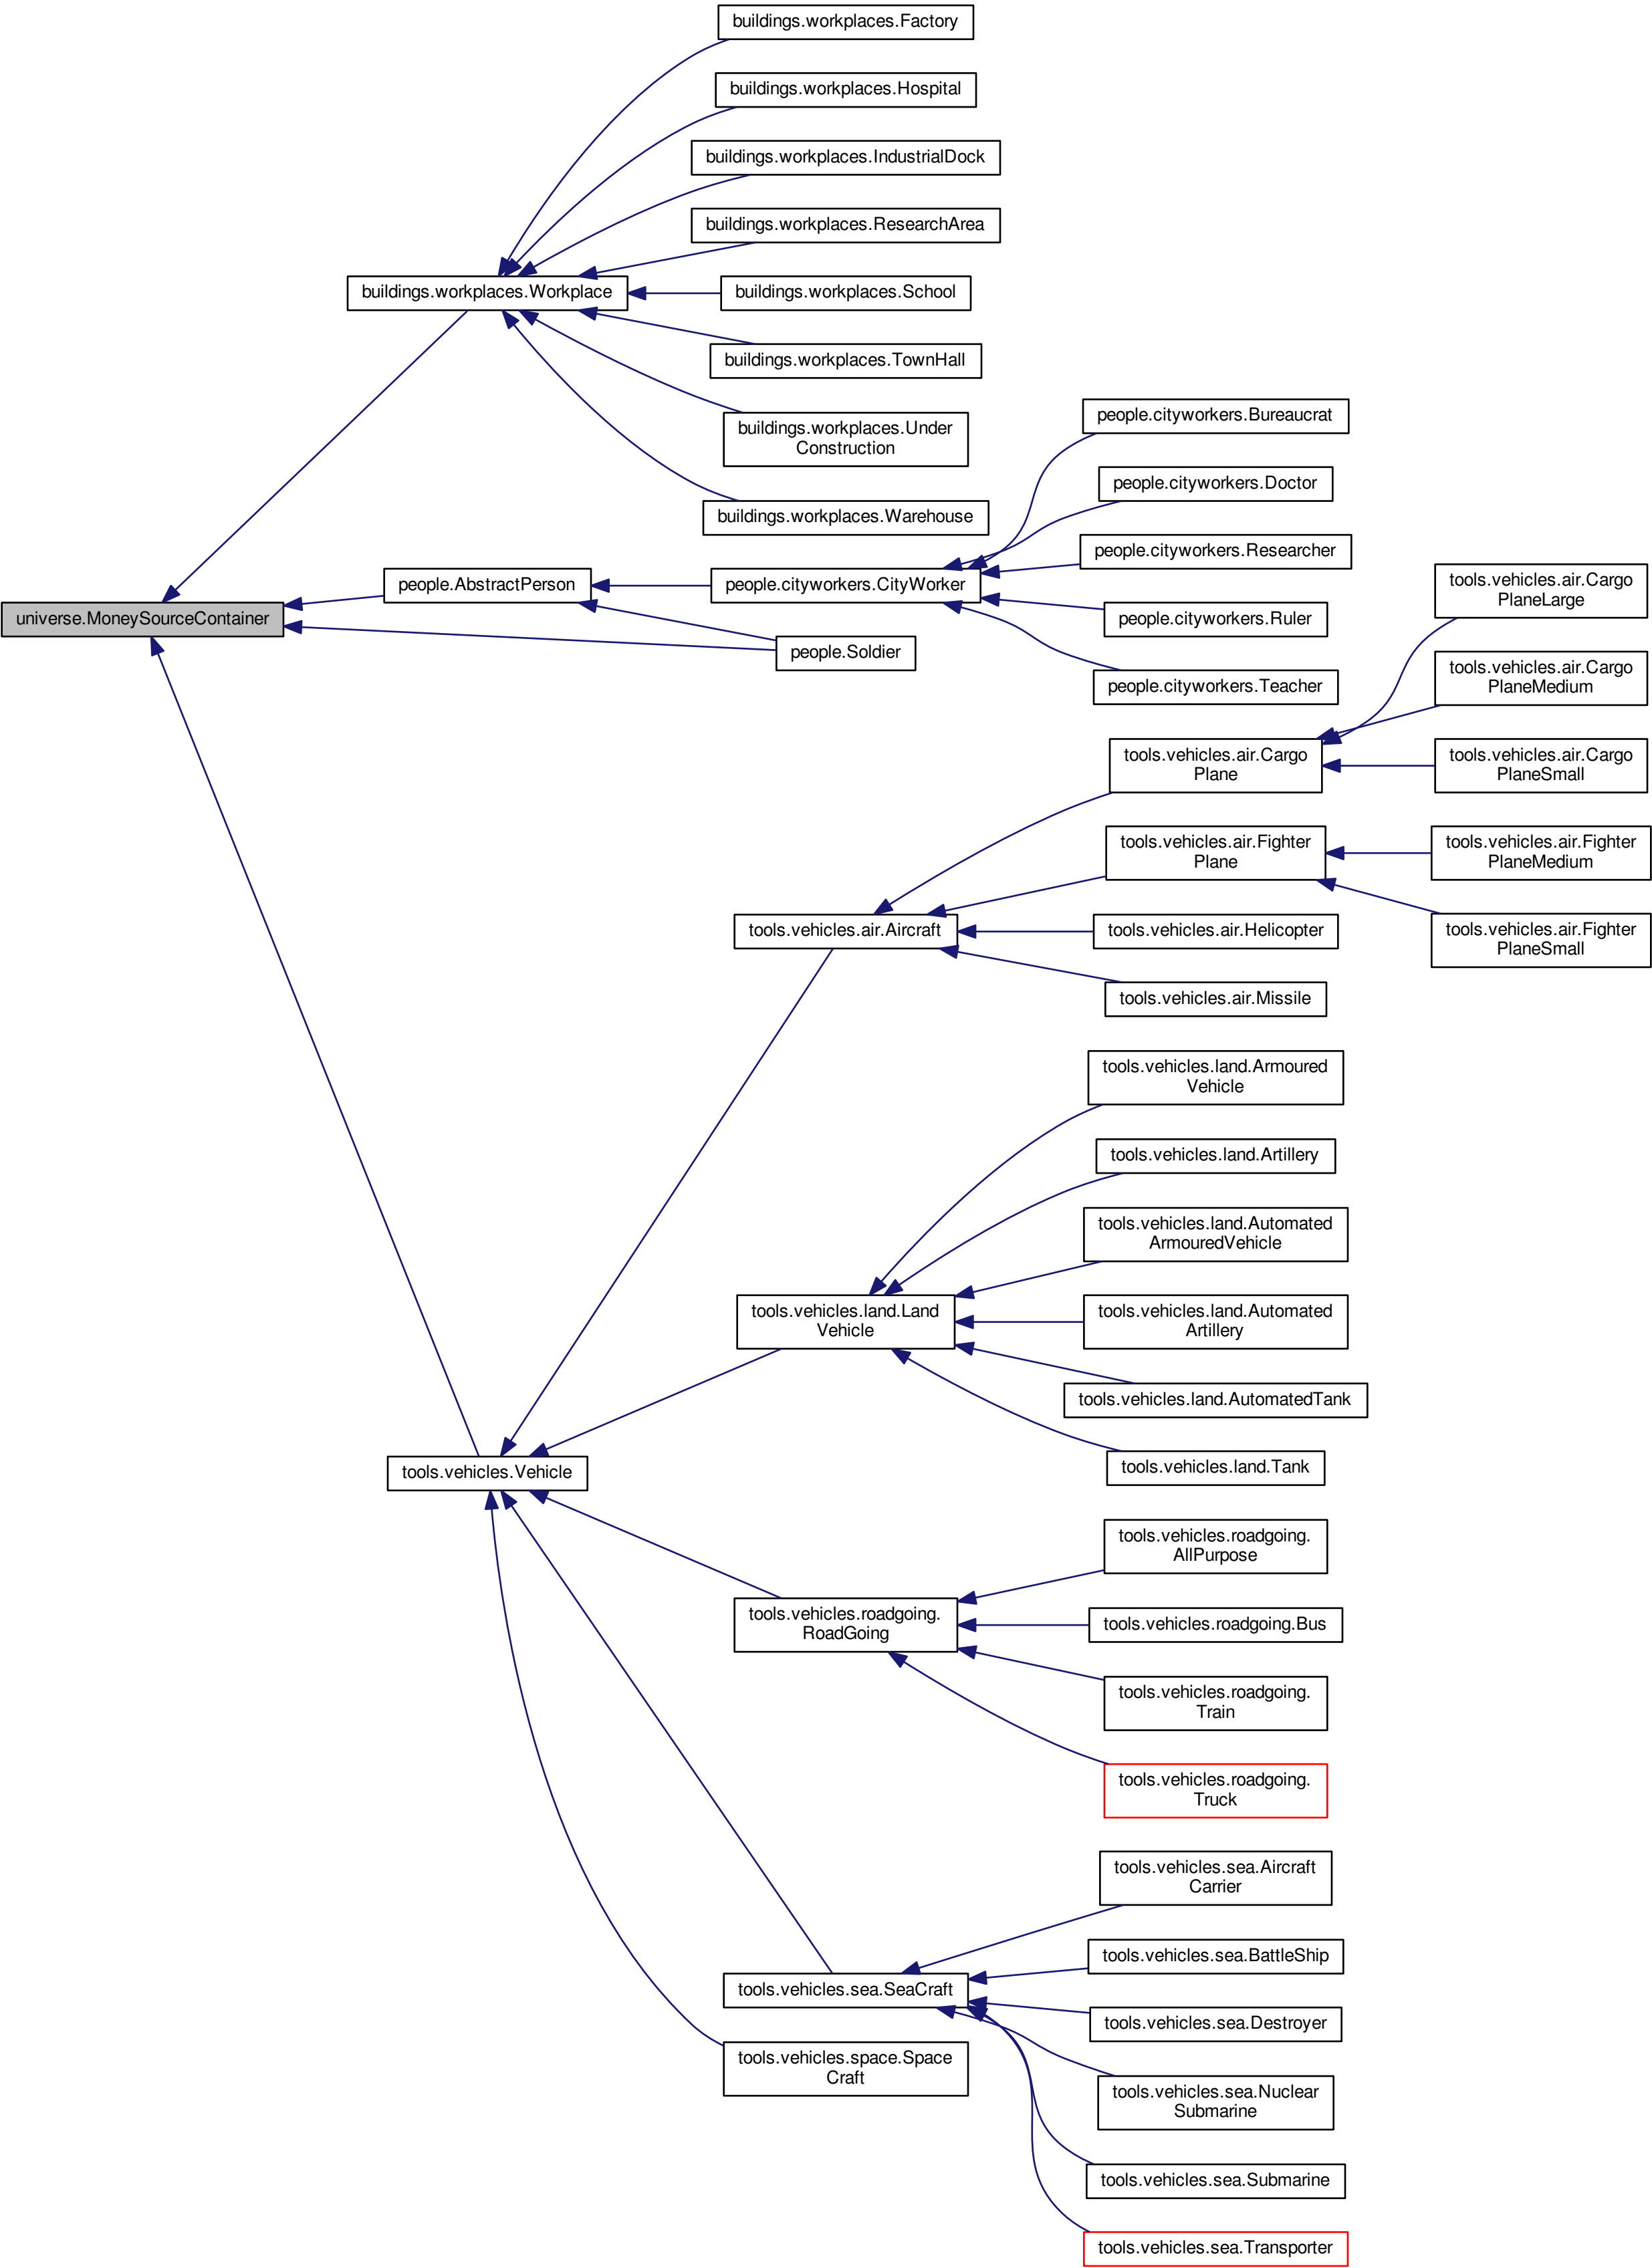 buildings.workplaces.Factory
buildings.workplaces.Hospital
buildings.workplaces.IndustrialDock
buildings.workplaces.ResearchArea
buildings.workplaces.Workplace
buildings.workplaces.School
buildings.workplaces.TownHall
buildings.workplaces.Under
Construction
buildings.workplaces.Warehouse
universe.MoneySourceContainer
people.AbstractPerson
people.cityworkers.CityWorker
people.Soldier
people.cityworkers.Bureaucrat
people.cityworkers.Doctor
people.cityworkers.Researcher
people.cityworkers.Ruler
people.cityworkers.Teacher
tools.vehicles.air.Cargo
PlaneLarge
tools.vehicles.air.Cargo
PlaneMedium
tools.vehicles.air.Cargo
Plane
tools.vehicles.air.Cargo
PlaneSmall
tools.vehicles.air.Fighter
Plane
tools.vehicles.air.Fighter
PlaneMedium
tools.vehicles.air.Fighter
PlaneSmall
tools.vehicles.air.Aircraft
tools.vehicles.air.Helicopter
tools.vehicles.air.Missile
tools.vehicles.land.Armoured
Vehicle
tools.vehicles.land.Artillery
tools.vehicles.land.Automated
ArmouredVehicle
tools.vehicles.land.Land
Vehicle
tools.vehicles.land.Automated
Artillery
tools.vehicles.land.AutomatedTank
tools.vehicles.land.Tank
tools.vehicles.Vehicle
tools.vehicles.roadgoing.
AllPurpose
tools.vehicles.roadgoing.
RoadGoing
tools.vehicles.roadgoing.Bus
tools.vehicles.roadgoing.
Train
tools.vehicles.roadgoing.
Truck
tools.vehicles.sea.Aircraft
Carrier
tools.vehicles.sea.BattleShip
tools.vehicles.sea.SeaCraft
tools.vehicles.sea.Destroyer
tools.vehicles.space.Space
Craft
tools.vehicles.sea.Nuclear
Submarine
tools.vehicles.sea.Submarine
tools.vehicles.sea.Transporter